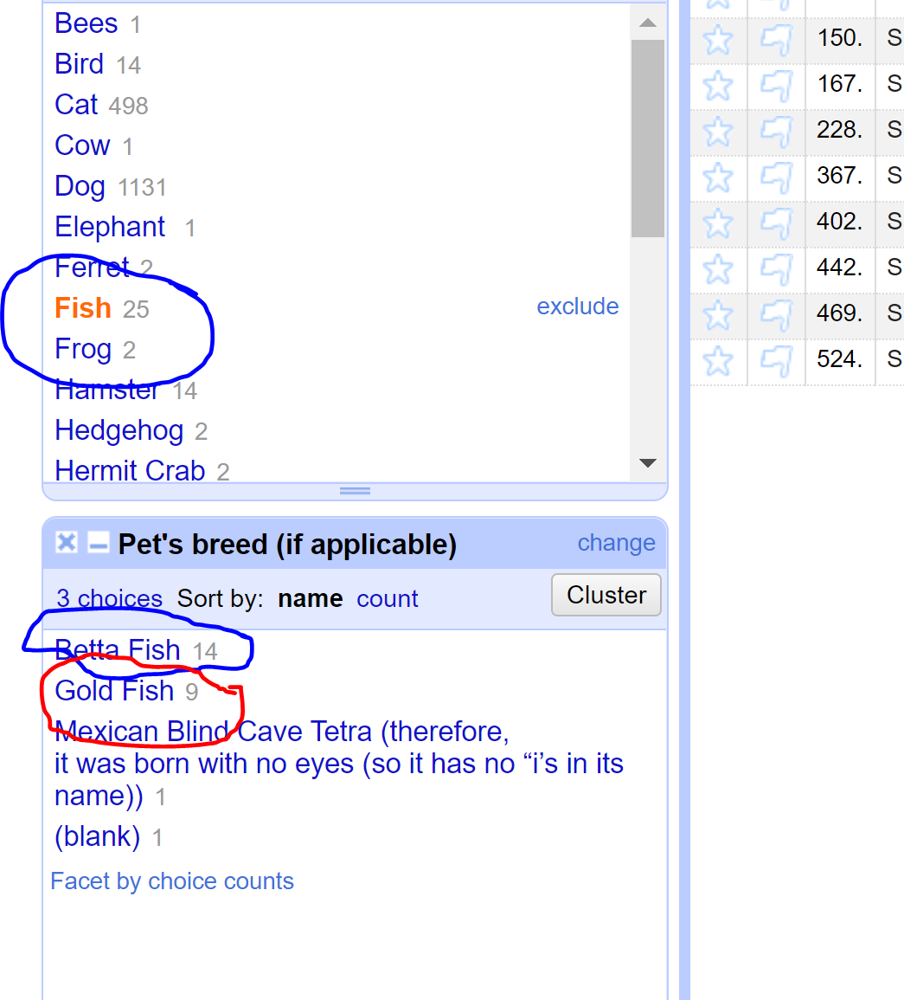 Bees 1
Bird 14
Cat 498
Cow 1
Dog 1131
Elephant 1
Ferret 2
Fish 25 exclude
Frog 2
Hamster 14
Hedgehog 2
Hermit Crab 2
Pet's breed (if applicable) change
3 choices Sort by: name count Cluster
Betta Fish 14
Gold Fish 9
Mexican Blind Cave Tetra (therefore,
it was born with no eyes (so it has no “i’s in its
name)) 1
(blank) 1
Facet by choice counts
150. S
167. S
228. S
367. S
402. S
442. S
469. S
524. S